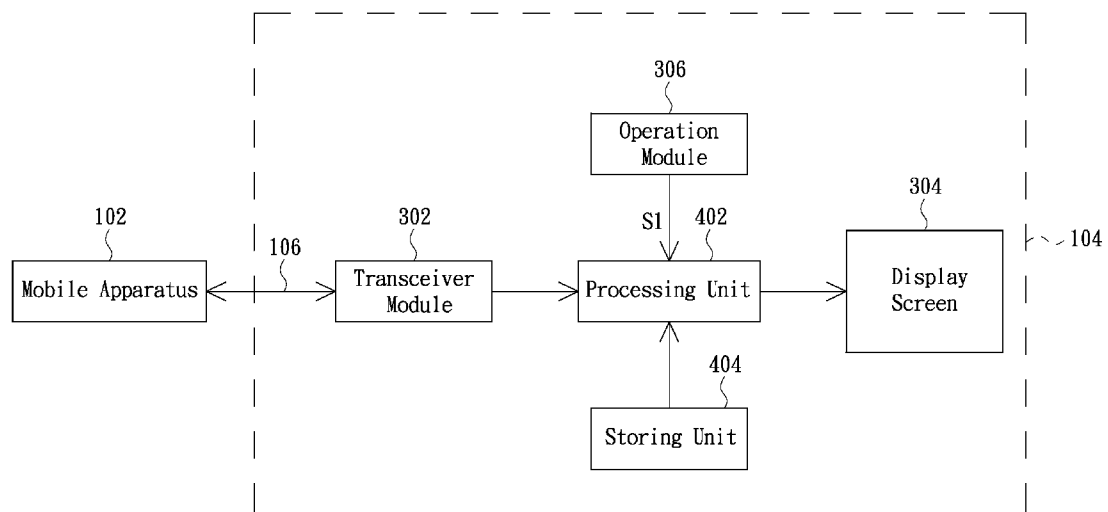 306
Operation
Module
304
102
302
S1
402
104
106
Mobile Apparatus
Transceiver
Module
Processing Unit
Display
Screen
404
Storing Unit